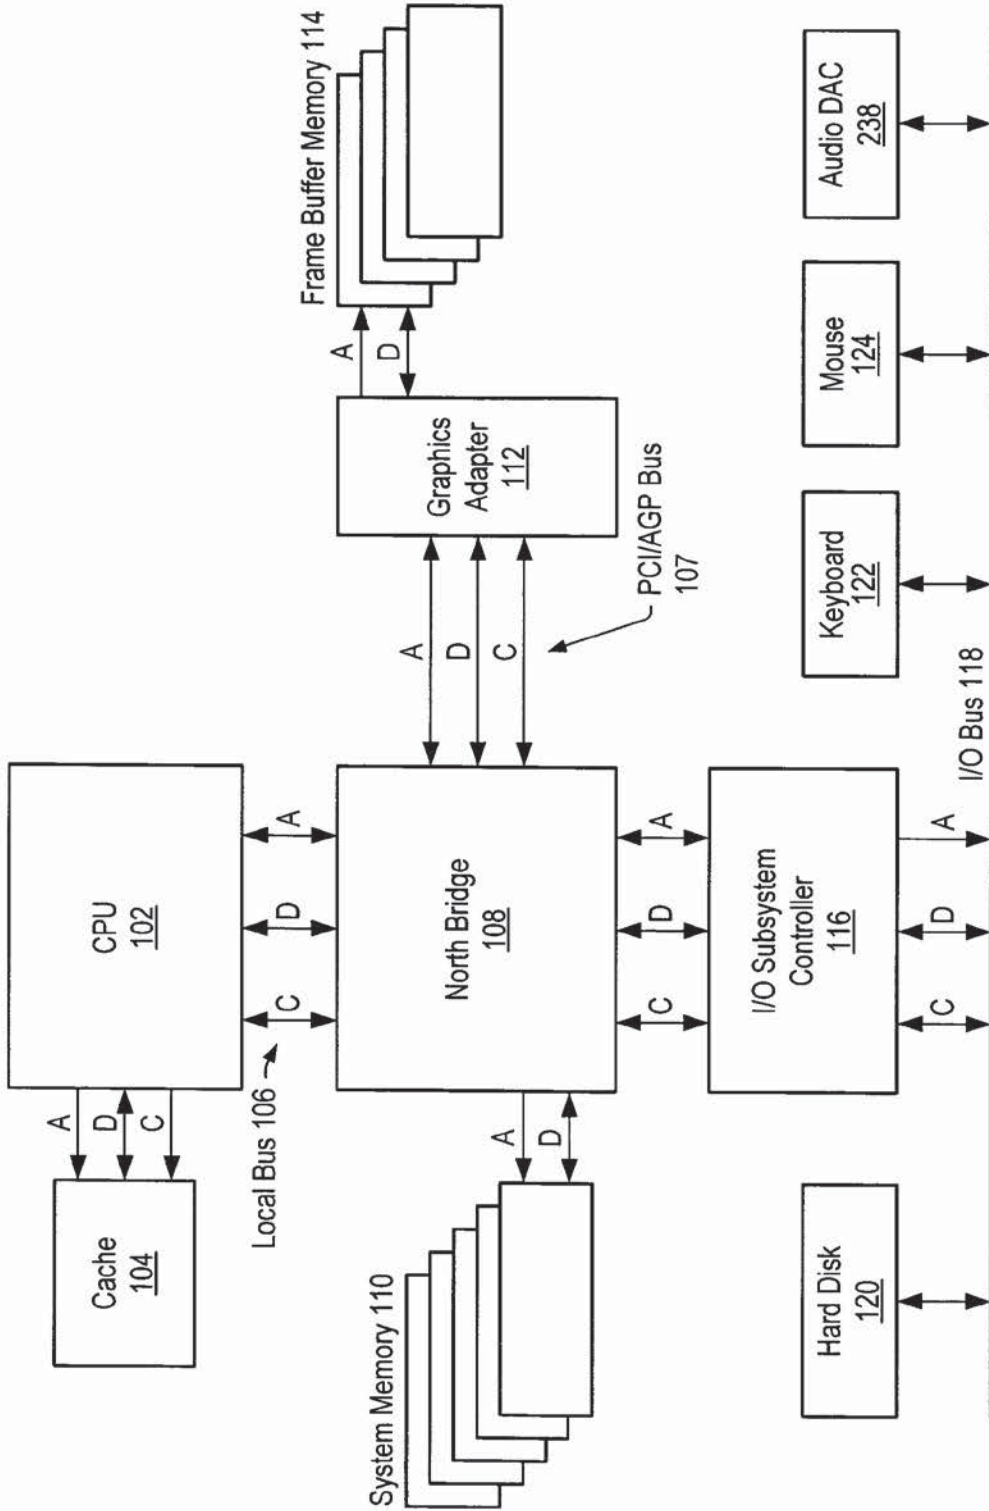 Cache
104
A
D
C
CPU
102
Local Bus 106
C
D
A
System Memory 110
A
D
North Bridge
108
A
D
C
PCI/AGP Bus
107
Graphics
Adapter
112
A
D
Frame Buffer Memory 114
C
D
A
I/O Subsystem
Controller
116
C
D
A
I/O Bus 118
Hard Disk
120
Keyboard
122
Mouse
124
Audio DAC
238